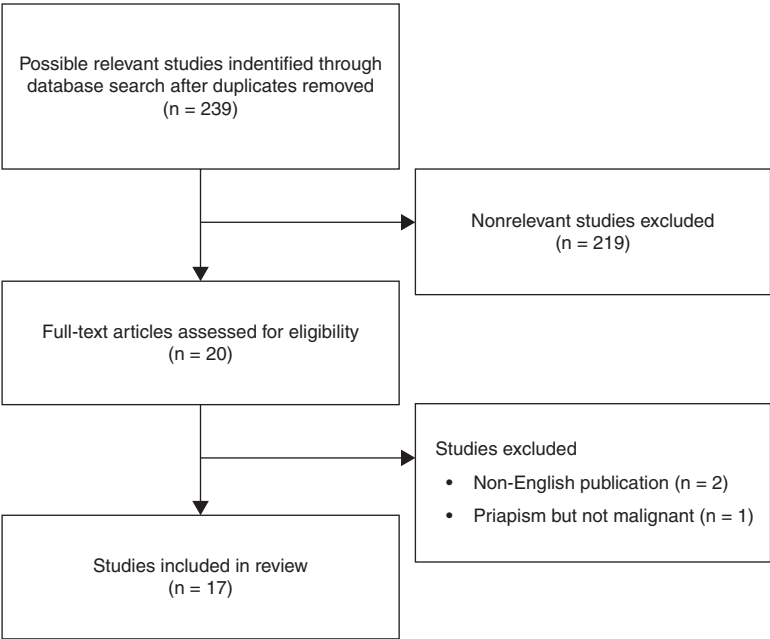 Possible relevant studies indentified through
database search after duplicates removed
(n = 239)
Nonrelevant studies excluded
(n = 219)
Full-text articles assessed for eligibility
(n = 20)
Studies excluded
• Non-English publication (n = 2)
• Priapism but not malignant (n = 1)
Studies included in review
(n = 17)